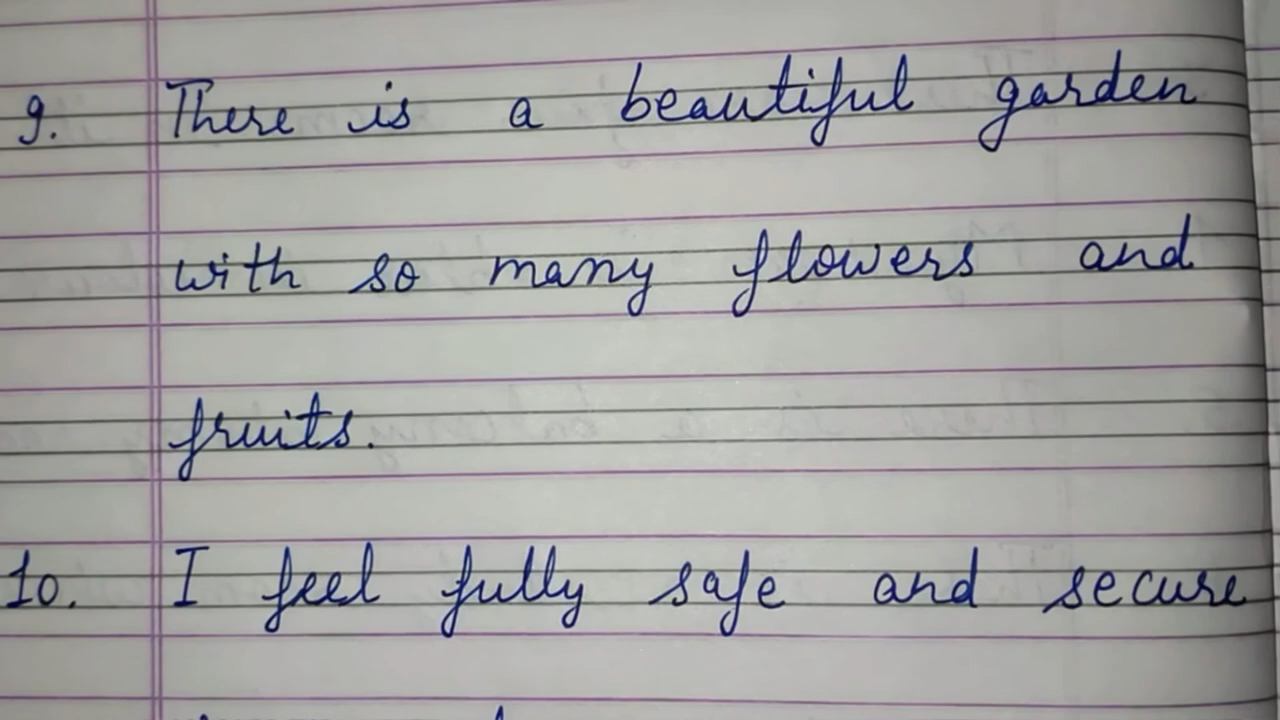 9. There is a beautiful garden
with so many flowers and
fruits.
10. I feel fully safe and secure